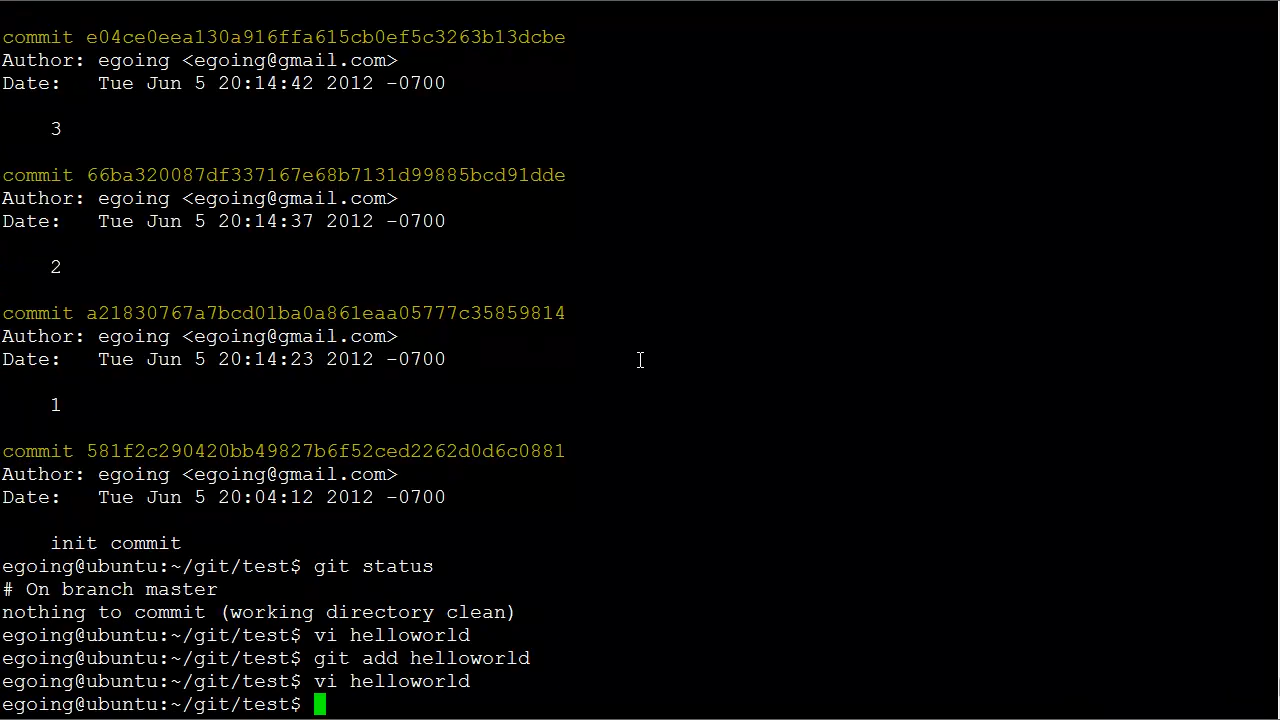 commit e04ce0eea130a916ffa615cb0ef5c3263b13dcbe
Author: egoing <egoing@gmail.com>
Date:   Tue Jun 5 20:14:42 2012 -0700
3
commit 66ba320087df337167e68b7131d99885bcd91dde
Author: egoing <egoing@gmail.com>
Date:   Tue Jun 5 20:14:37 2012 -0700
2
commit a21830767a7bcd01ba0a861eaa05777c35859814
Author: egoing <egoing@gmail.com>
Date:   Tue Jun 5 20:14:23 2012 -0700
1
commit 581f2c290420bb49827b6f52ced2262d0d6c0881
Author: egoing <egoing@gmail.com>
Date:   Tue Jun 5 20:04:12 2012 -0700
init commit
egoing@ubuntu:~/git/test$ git status
# On branch master
nothing to commit (working directory clean)
egoing@ubuntu:~/git/test$ vi helloworld
egoing@ubuntu:~/git/test$ git add helloworld
egoing@ubuntu:~/git/test$ vi helloworld
egoing@ubuntu:~/git/test$